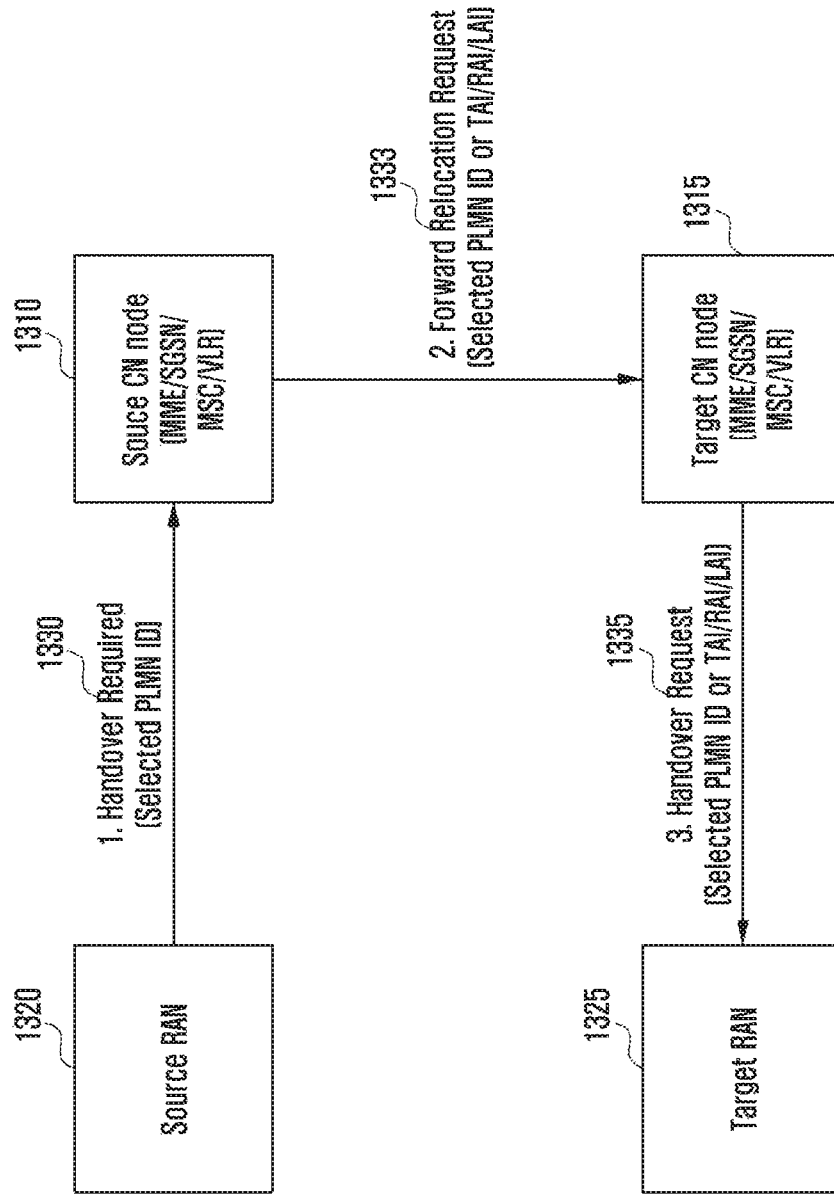 1320
Source RAN
1330
1. Handover Required
(Selected PLMN ID)
1310
Souce CN node
(MME/SGSN/
MSC/VLR)
1333
2. Forward Relocation Request
(Selected PLMN ID or TAI/RAI/LAI)
1325
Target RAN
1335
3. Handover Request
(Selected PLMN ID or TAI/RAI/LAI)
1315
Target CN node
(MME/SGSN/
MSC/VLR)